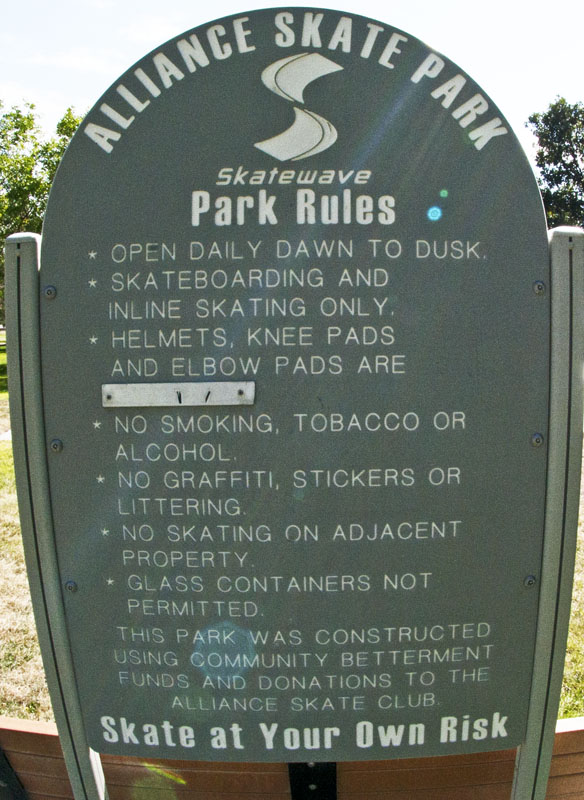 ALLIANCE SKATE PARK
Skatewave
Park Rules
* OPEN DAILY DAWN TO DUSK.
* SKATEBOARDING AND
INLINE SKATING ONLY.
* HELMETS, KNEE PADS
AND ELBOW PADS ARE
* NO SMOKING, TOBACCO OR
ALCOHOL.
* NO GRAFFITI, STICKERS OR
LITTERING.
* NO SKATING ON ADJACENT
PROPERTY.
* GLASS CONTAINERS NOT
PERMITTED.
THIS PARK WAS CONSTRUCTED
USING COMMUNITY BETTERMENT
FUNDS AND DONATIONS TO THE
ALLIANCE SKATE CLUB.
Skate at Your Own Risk